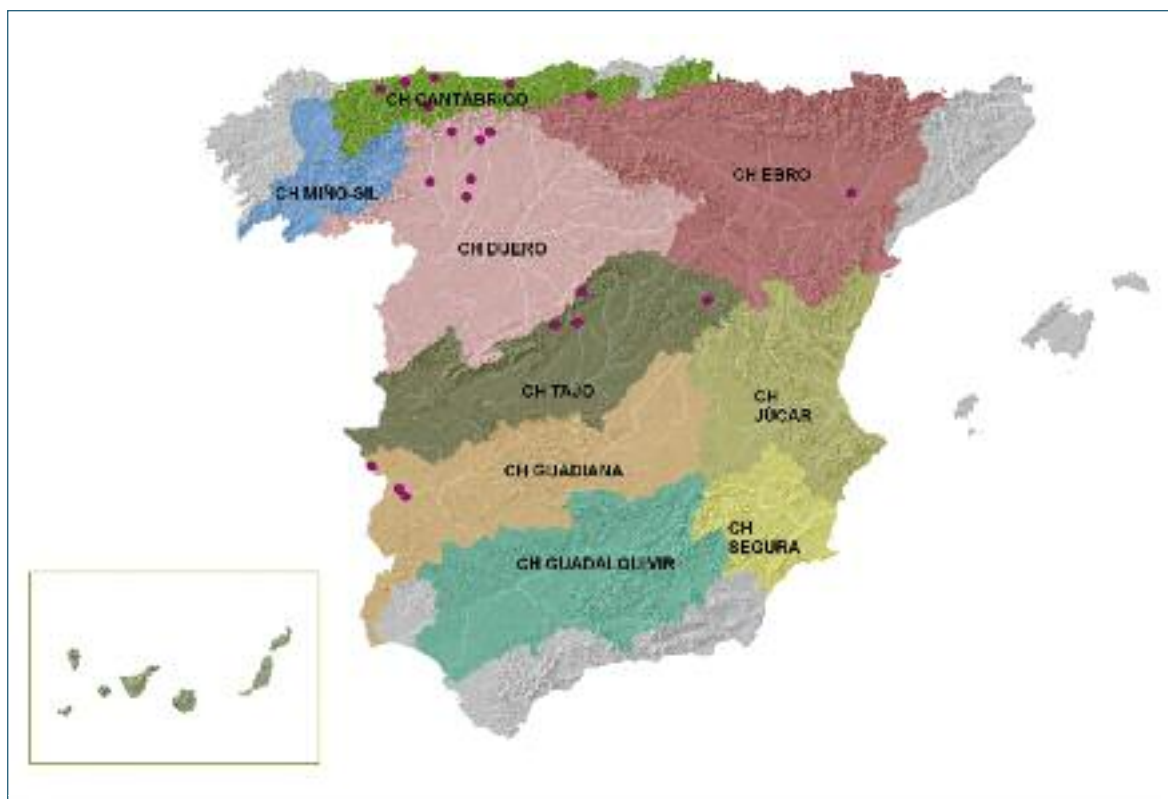 CH CANTÁBRICO
CH MIÑO-SIL
CH EBRO
CH DUERO
CH TAJO
CH
JÚCAR
CH GUADIANA
CH
SEGURA
CH GUADALQUIVIR